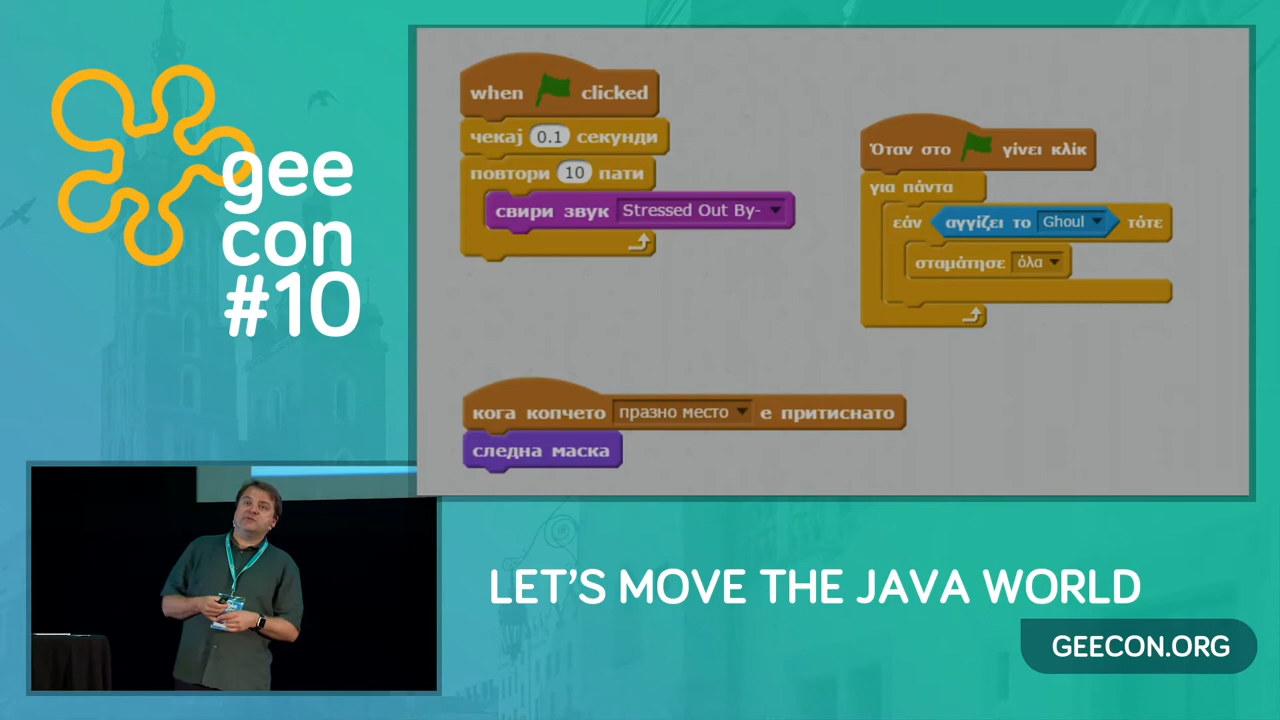 gee
con
#10
when clicked
чекај 0.1 секунди
повтори 10 пати
свири звук Stressed Out By-
Όταν στο γίνει κλίκ
για πάντα
εάν αγγίζει το Ghoul τότε
σταμάτησε όλα
кога копчето празно место е притиснато
следна маска
LET'S MOVE THE JAVA WORLD
GEECON.ORG